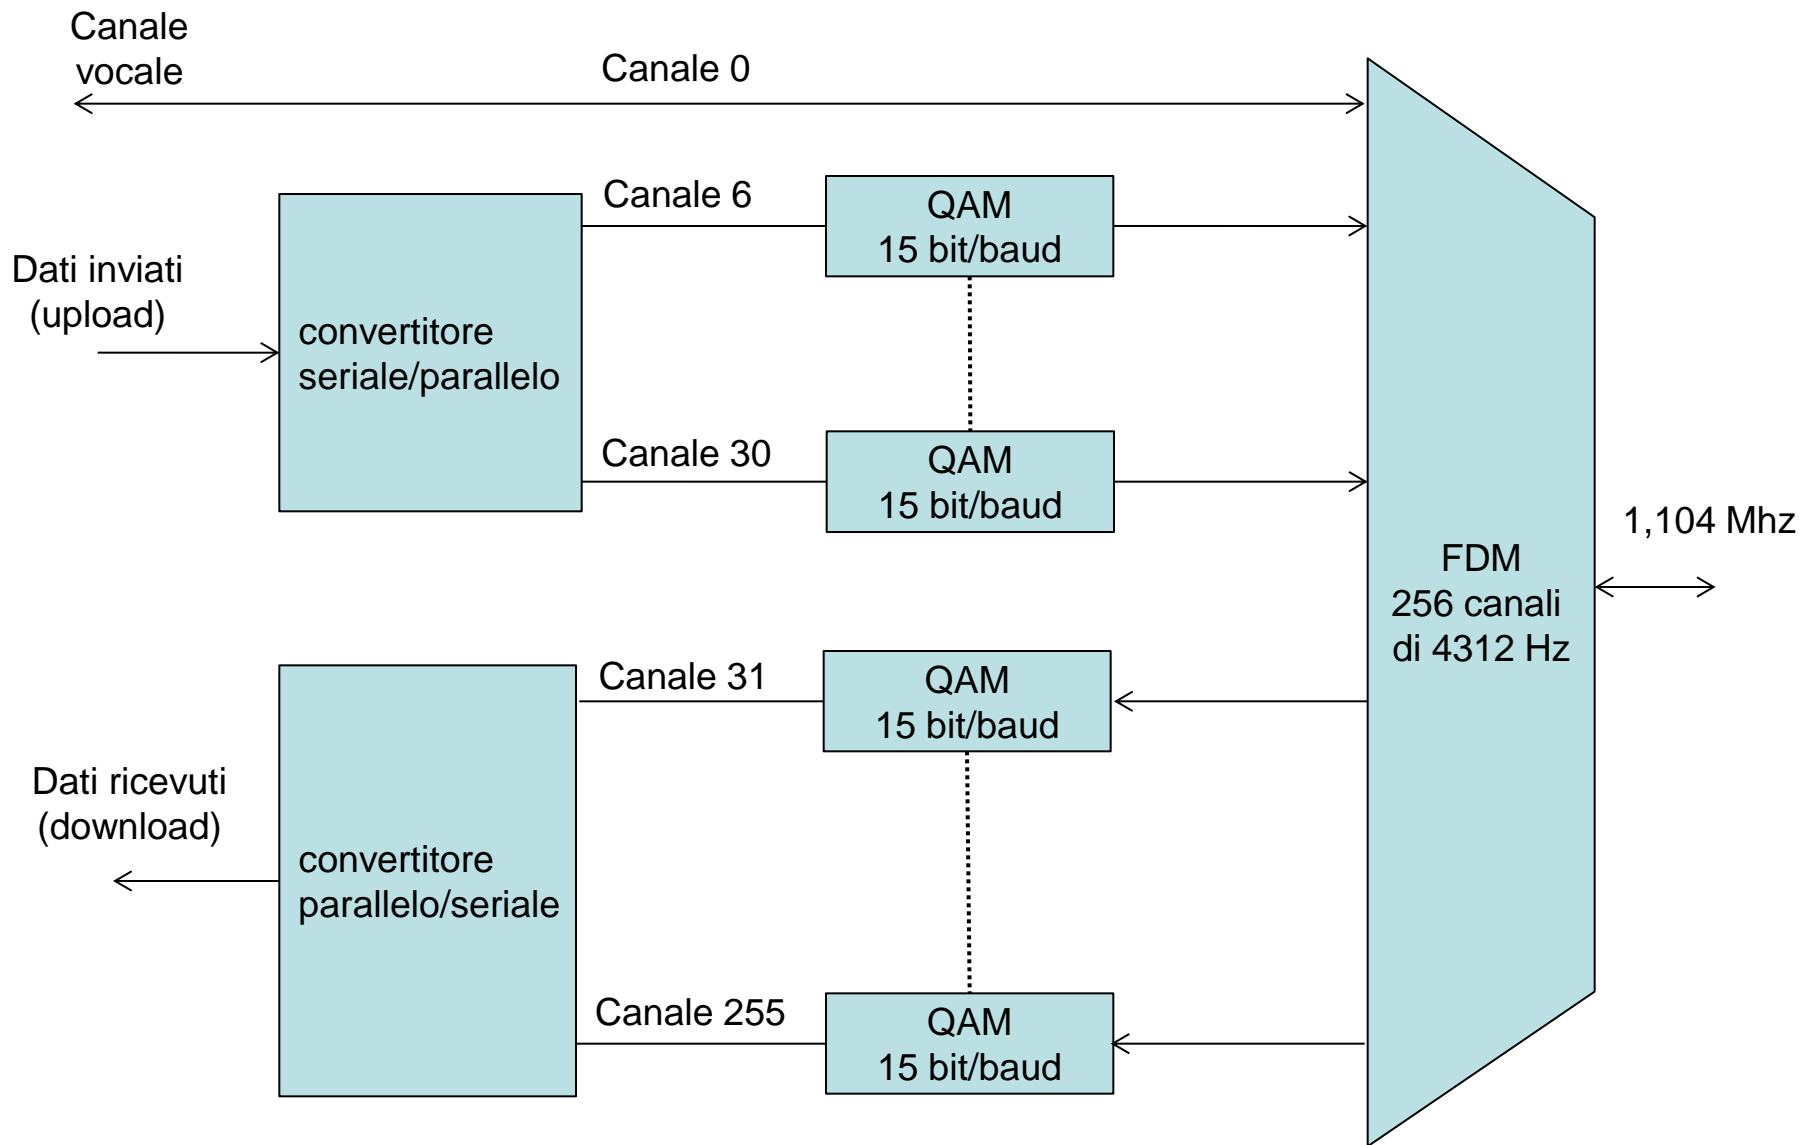 Canale
vocale
Canale 0
Canale 6
QAM
15 bit/baud
Dati inviati
(upload)
convertitore
seriale/parallelo
Canale 30
QAM
15 bit/baud
1,104 Mhz
FDM
256 canali
di 4312 Hz
Canale 31
QAM
15 bit/baud
Dati ricevuti
(download)
convertitore
parallelo/seriale
Canale 255
QAM
15 bit/baud